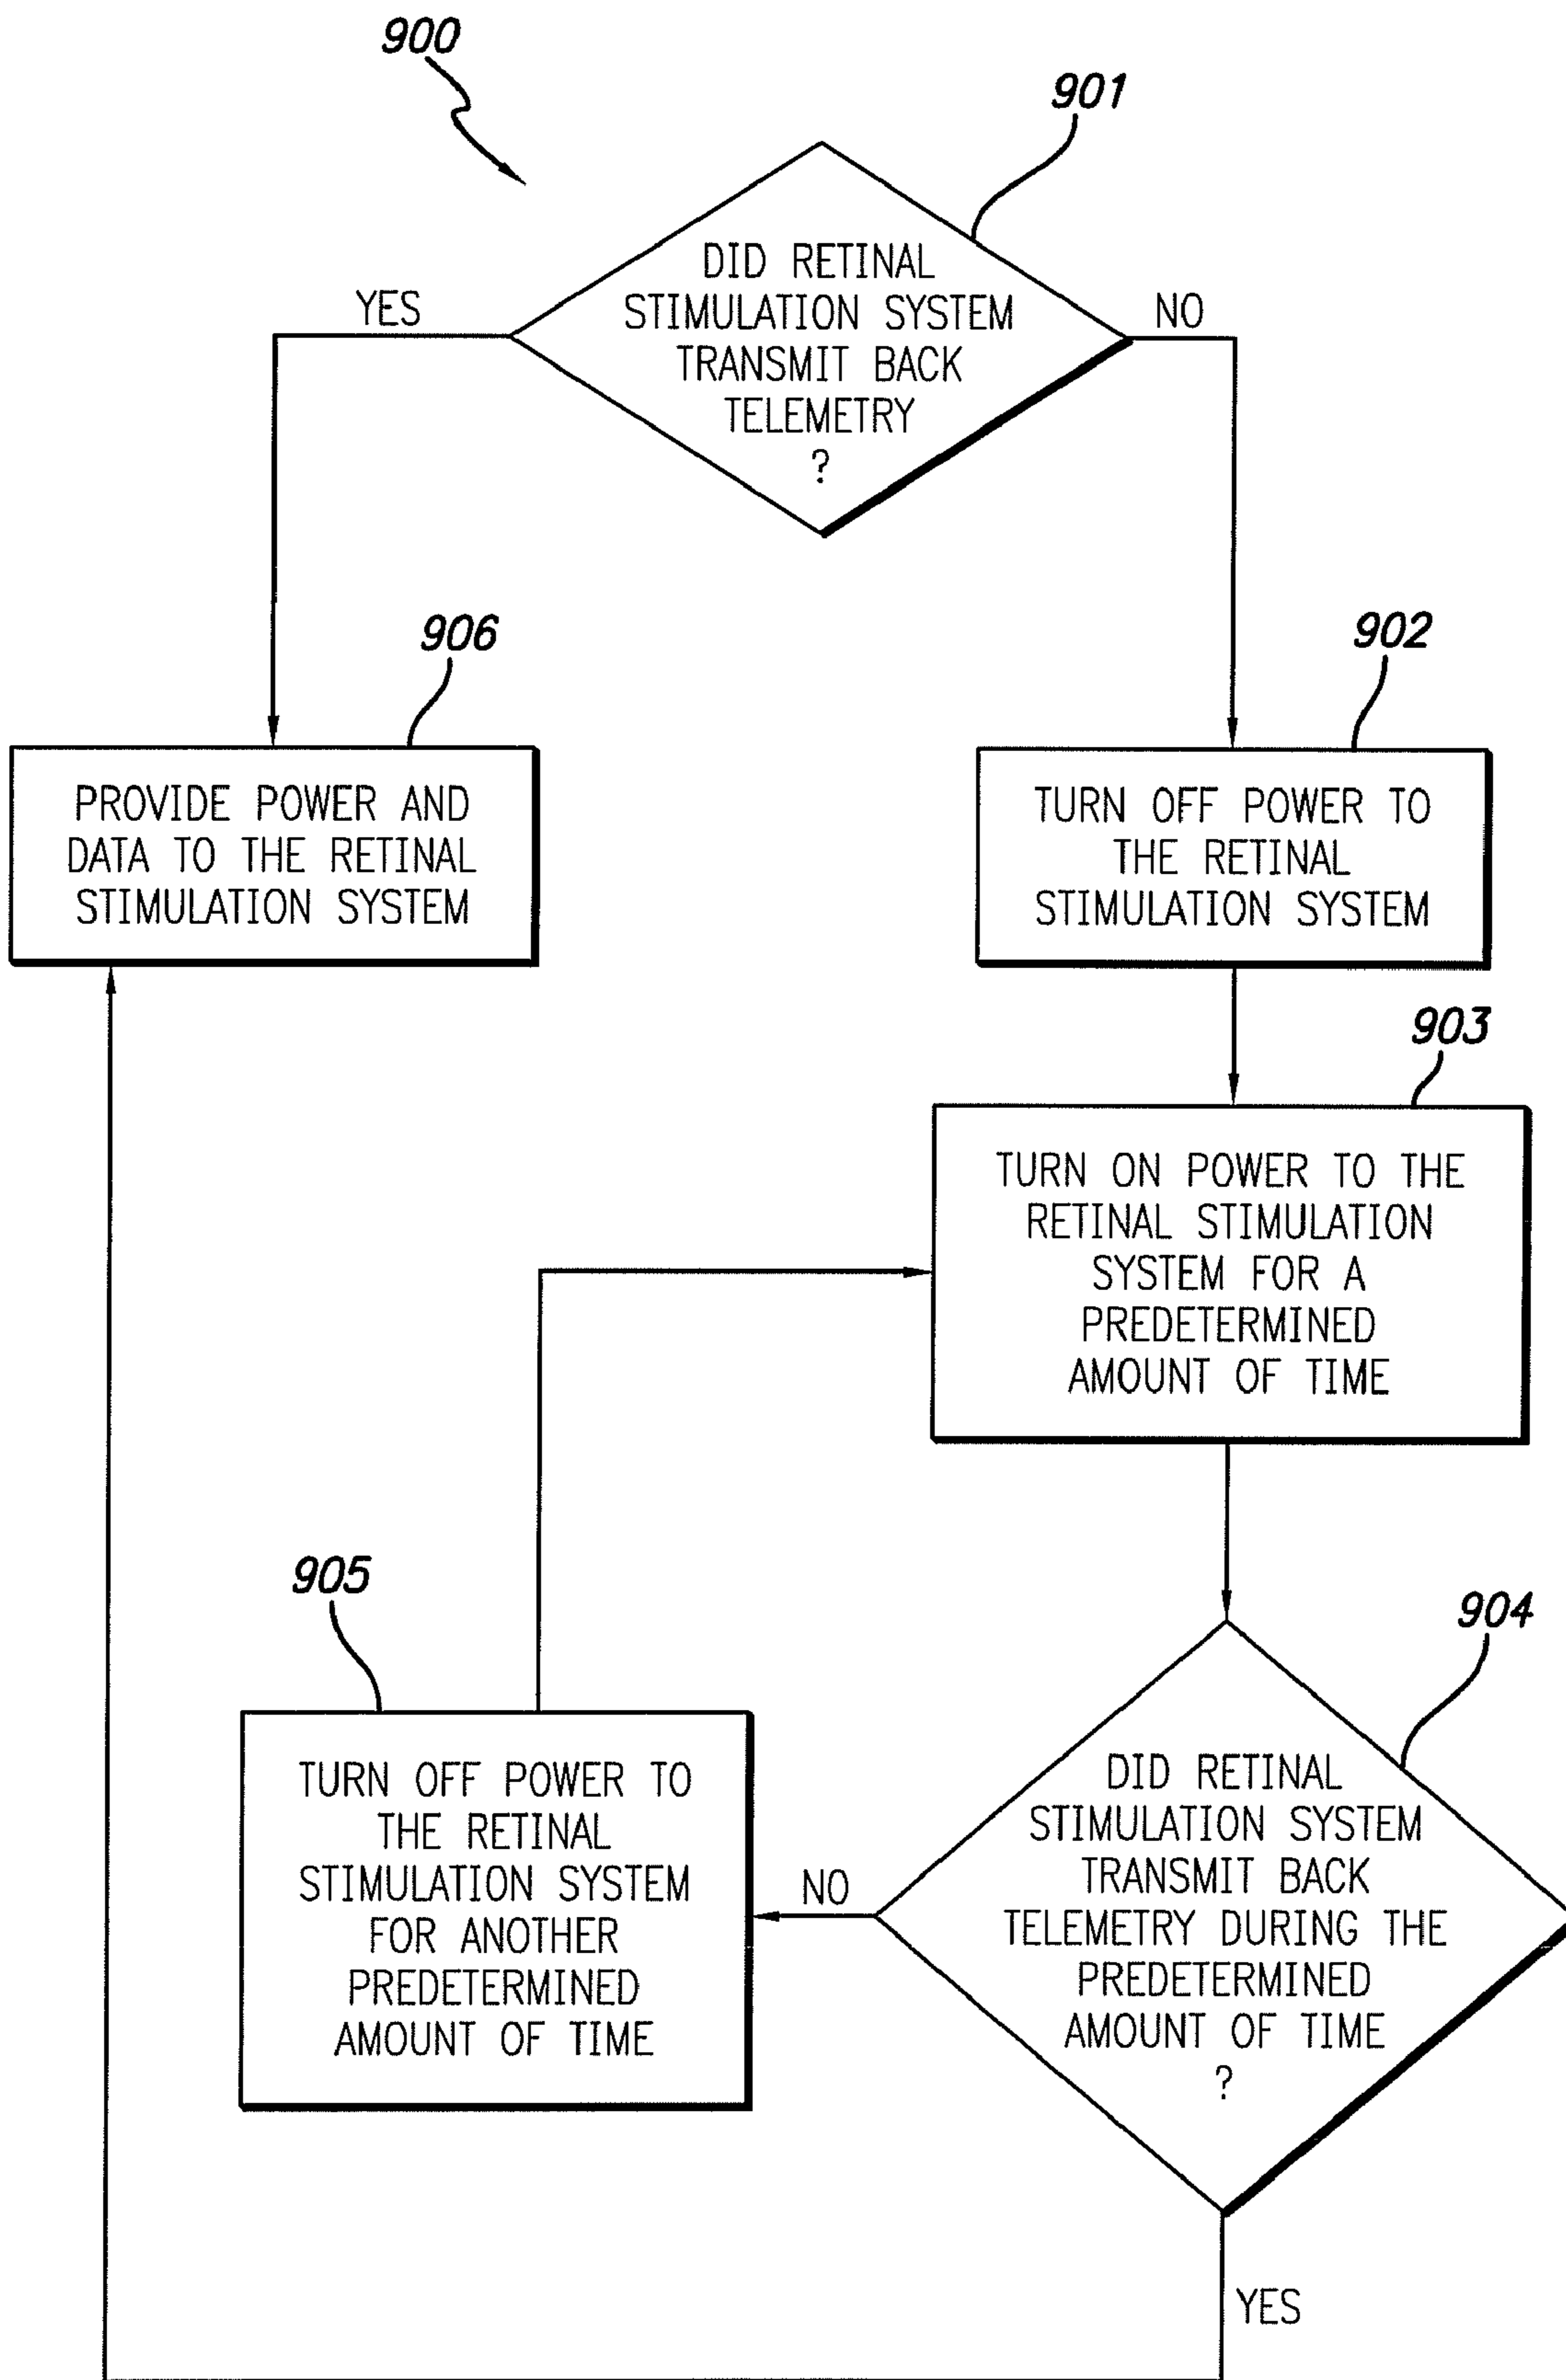 900
901
DID RETINAL
STIMULATION SYSTEM
TRANSMIT BACK
TELEMETRY
?
YES
NO
906
PROVIDE POWER AND
DATA TO THE RETINAL
STIMULATION SYSTEM
902
TURN OFF POWER TO
THE RETINAL
STIMULATION SYSTEM
903
TURN ON POWER TO THE
RETINAL STIMULATION
SYSTEM FOR A
PREDETERMINED
AMOUNT OF TIME
905
TURN OFF POWER TO
THE RETINAL
STIMULATION SYSTEM
FOR ANOTHER
PREDETERMINED
AMOUNT OF TIME
NO
904
DID RETINAL
STIMULATION SYSTEM
TRANSMIT BACK
TELEMETRY DURING THE
PREDETERMINED
AMOUNT OF TIME
?
YES